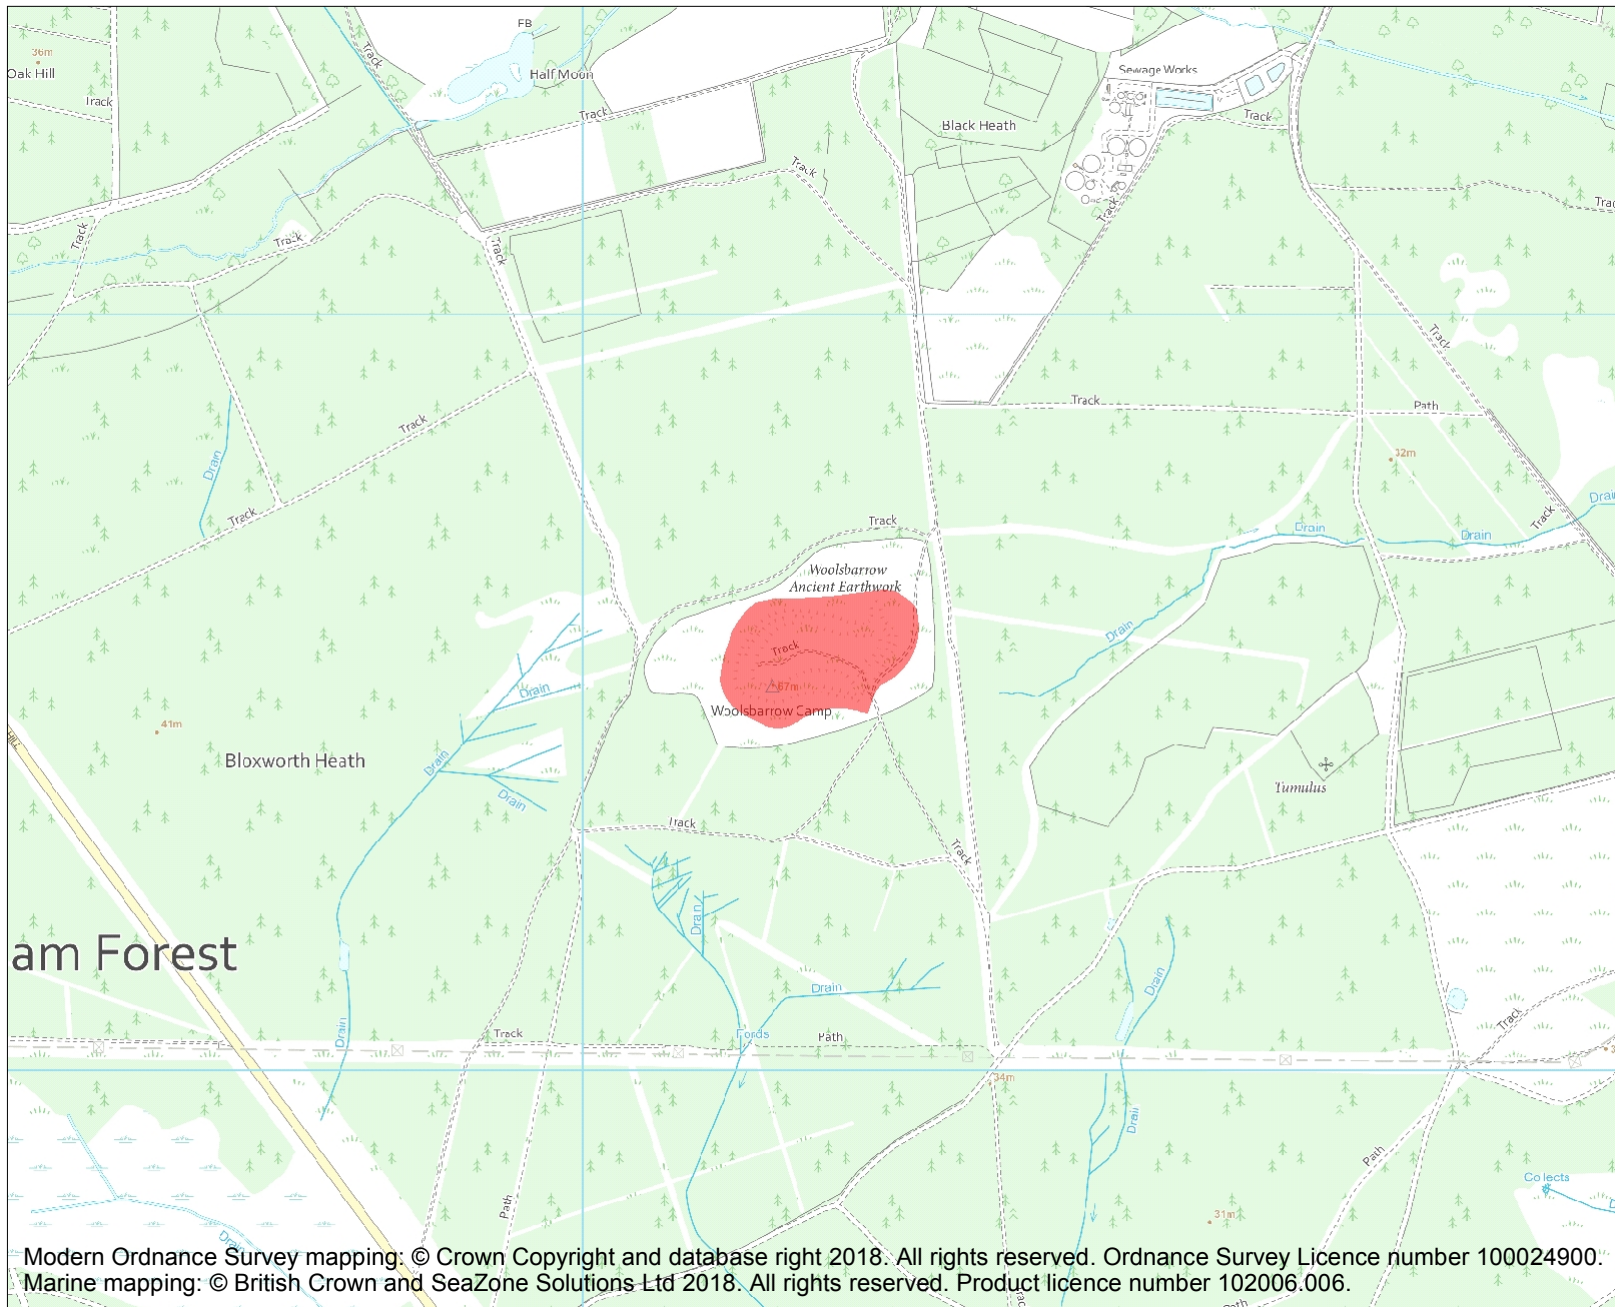 FB
36m
Oak Hill
Half Moon
Track
Track
Track
Sewage Works
Track
Black Heath
Track
Track
Track
Track
Track
Track
Track
Track
Track
Path
Track
Drain
32m
Track
Drain
Track
Track
Drain
Drain
Woolsbarrow
Ancient Earthwork
Drain
Track
67m
Drain
Woolsbarrow Camp
41m
Bloxworth Heath
Drain
Drain
Tumulus
Track
Track
Drain
am Forest
Drain
Drain
Track
Drain
Track
Fords
Path
34m
Drain
Path
Path
Collects
31m
Drain
Modern Ordnance Survey mapping: © Crown Copyright and database right 2018. All rights reserved. Ordnance Survey Licence number 100024900.
Marine mapping: © British Crown and SeaZone Solutions Ltd 2018. All rights reserved. Product licence number 102006.006.